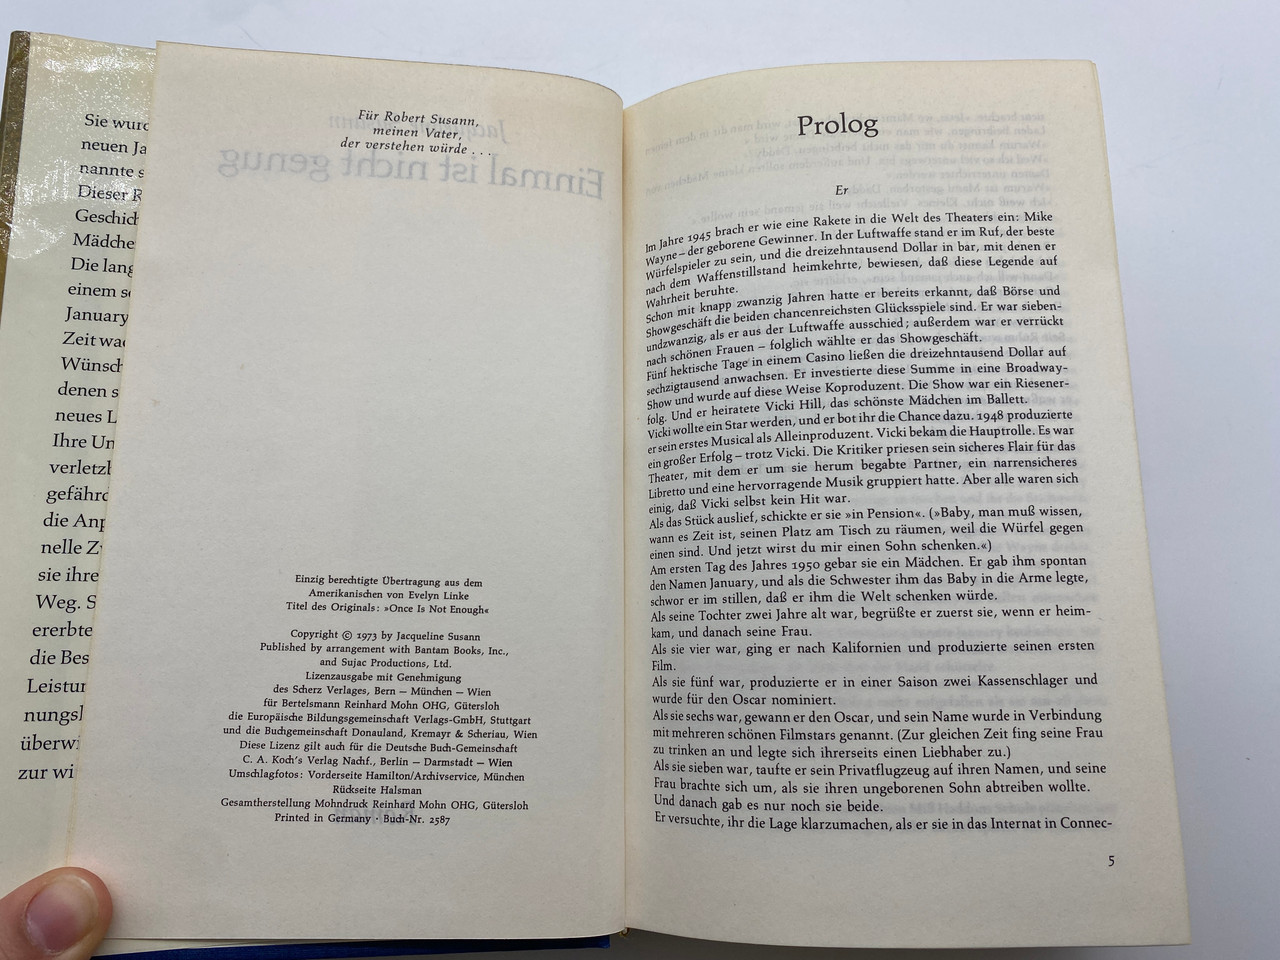 Sie wurd
neuen Ja
nannte s
Dieser R
Geschich
Mädche
Die lang
einem se
January
Zeit wac
Wünsch
denen s
neues L
Ihre Un
verletzb
gefährd
die Anp
nelle Z
sie ihre
Weg. S
ererbte
die Bes
Leistur
nungsl
überwi
zur wi
Für Robert Susann,
meinen Vater,
der verstehen würde . . .
Jacqueline Susann
Einmal ist nicht genug
Einzig berechtigte Übertragung aus dem
Amerikanischen von Evelyn Linke
Titel des Originals: »Once Is Not Enough«
Copyright © 1973 by Jacqueline Susann
Published by arrangement with Bantam Books, Inc.,
and Sujac Productions, Ltd.
Lizenzausgabe mit Genehmigung
des Scherz Verlages, Bern – München – Wien
für Bertelsmann Reinhard Mohn OHG, Gütersloh
die Europäische Bildungsgemeinschaft Verlags-GmbH, Stuttgart
und die Buchgemeinschaft Donauland, Kremayr & Scheriau, Wien
Diese Lizenz gilt auch für die Deutsche Buch-Gemeinschaft
C. A. Koch's Verlag Nachf., Berlin – Darmstadt – Wien
Umschlagfotos: Vorderseite Hamilton/Archivservice, München
Rückseite Halsman
Gesamtherstellung Mohndruck Reinhard Mohn OHG, Gütersloh
Printed in Germany · Buch-Nr. 2587
Prolog
Er
Im Jahre 1945 brach er wie eine Rakete in die Welt des Theaters ein: Mike
Wayne – der geborene Gewinner. In der Luftwaffe stand er im Ruf, der beste
Würfelspieler zu sein, und die dreizehntausend Dollar in bar, mit denen er
nach dem Waffenstillstand heimkehrte, bewiesen, daß diese Legende auf
Wahrheit beruhte.
Schon mit knapp zwanzig Jahren hatte er bereits erkannt, daß Börse und
Showgeschäft die beiden chancenreichsten Glücksspiele sind. Er war sieben-
undzwanzig, als er aus der Luftwaffe ausschied; außerdem war er verrückt
nach schönen Frauen – folglich wählte er das Showgeschäft.
Fünf hektische Tage in einem Casino ließen die dreizehntausend Dollar auf
sechzigtausend anwachsen. Er investierte diese Summe in eine Broadway-
Show und wurde auf diese Weise Koproduzent. Die Show war ein Riesener-
folg. Und er heiratete Vicki Hill, das schönste Mädchen im Ballett.
Vicki wollte ein Star werden, und er bot ihr die Chance dazu. 1948 produzierte
er sein erstes Musical als Alleinproduzent. Vicki bekam die Hauptrolle. Es war
ein großer Erfolg – trotz Vicki. Die Kritiker priesen sein sicheres Flair für das
Theater, mit dem er um sie herum begabte Partner, ein narrensicheres
Libretto und eine hervorragende Musik gruppiert hatte. Aber alle waren sich
einig, daß Vicki selbst kein Hit war.
Als das Stück auslief, schickte er sie »in Pension«. (»Baby, man muß wissen,
wann es Zeit ist, seinen Platz am Tisch zu räumen, weil die Würfel gegen
einen sind. Und jetzt wirst du mir einen Sohn schenken.«)
Am ersten Tag des Jahres 1950 gebar sie ein Mädchen. Er gab ihm spontan
den Namen January, und als die Schwester ihm das Baby in die Arme legte,
schwor er im stillen, daß er ihm die Welt schenken würde.
Als seine Tochter zwei Jahre alt war, begrüßte er zuerst sie, wenn er heim-
kam, und danach seine Frau.
Als sie vier war, ging er nach Kalifornien und produzierte seinen ersten
Film.
Als sie fünf war, produzierte er in einer Saison zwei Kassenschlager und
wurde für den Oscar nominiert.
Als sie sechs war, gewann er den Oscar, und sein Name wurde in Verbindung
mit mehreren schönen Filmstars genannt. (Zur gleichen Zeit fing seine Frau
zu trinken an und legte sich ihrerseits einen Liebhaber zu.)
Als sie sieben war, taufte er sein Privatflugzeug auf ihren Namen, und seine
Frau brachte sich um, als sie ihren ungeborenen Sohn abtreiben wollte.
Und danach gab es nur noch sie beide.
Er versuchte, ihr die Lage klarzumachen, als er sie in das Internat in Connec-
5